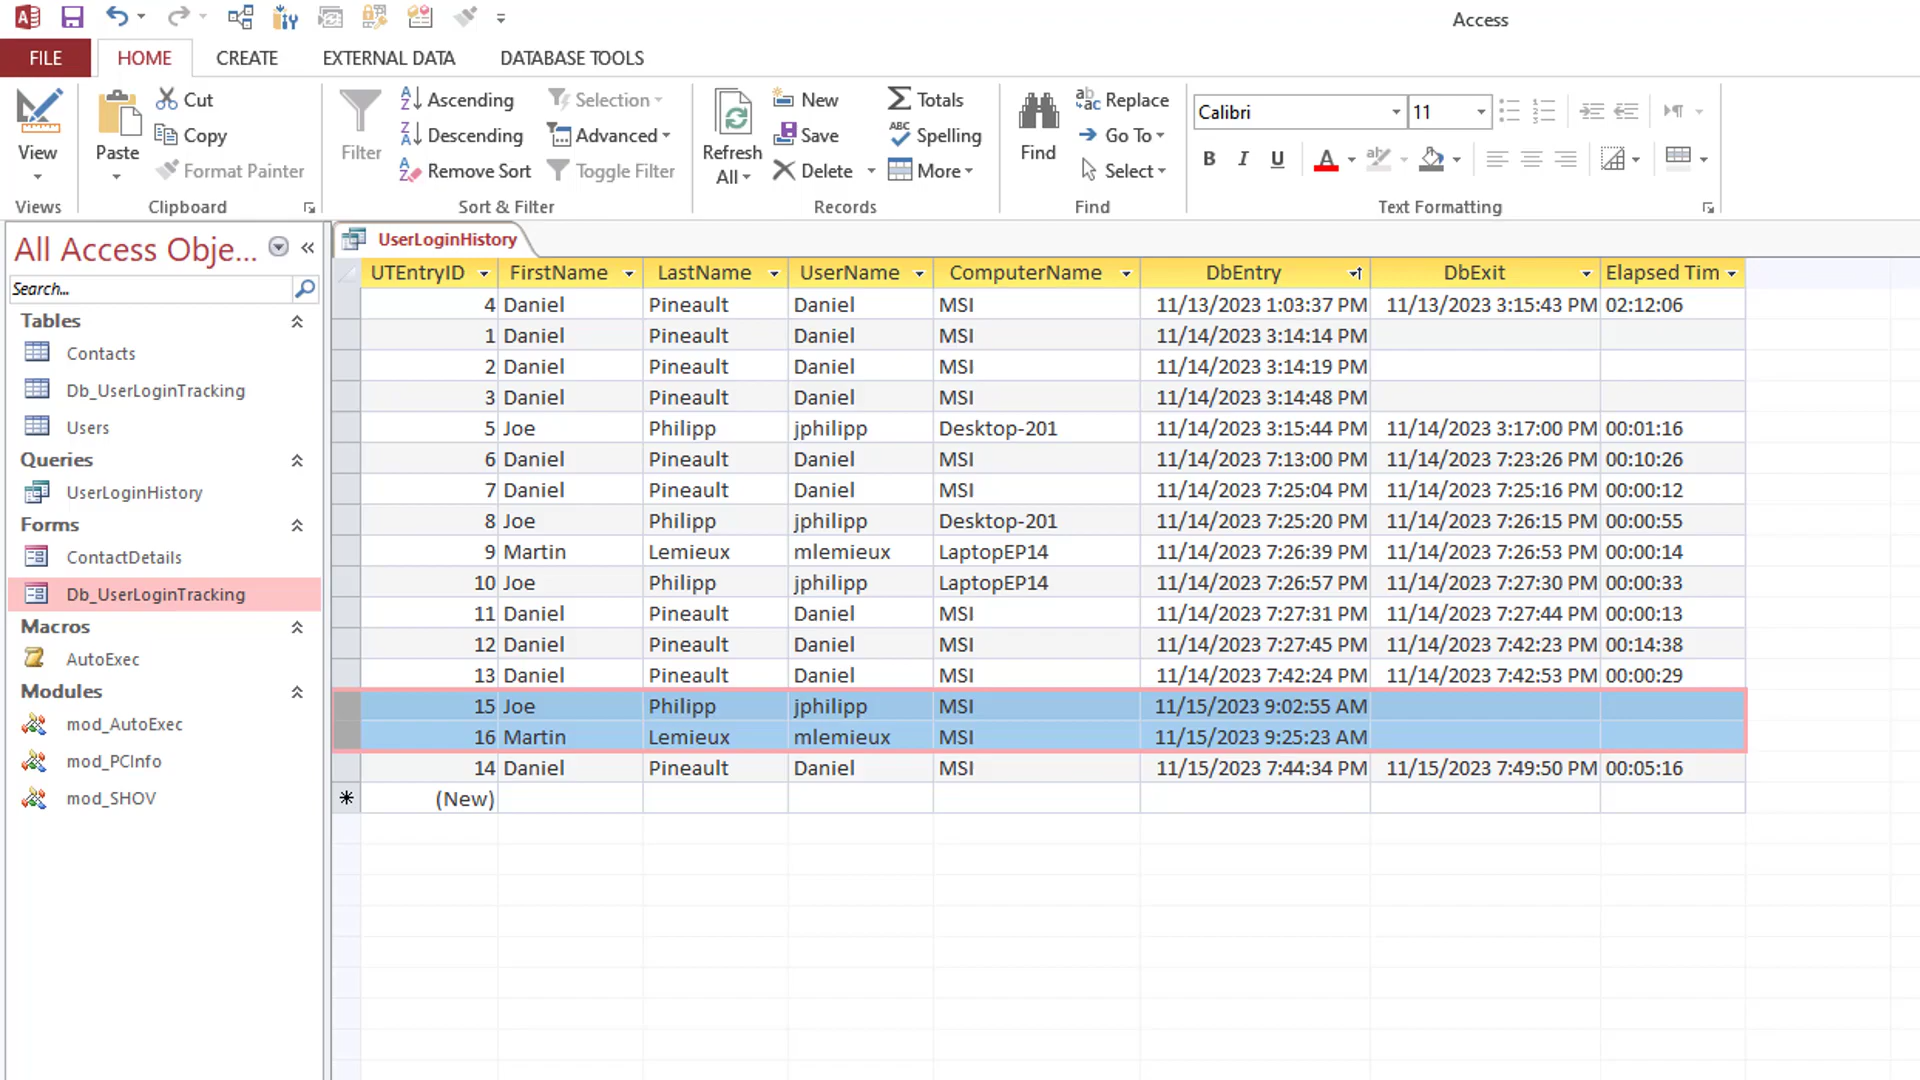 Access
FILE HOME CREATE EXTERNAL DATA DATABASE TOOLS
View
Views
Paste
Cut
Copy
Format Painter
Clipboard
Filter
Ascending
Descending
Remove Sort
Selection
Advanced
Toggle Filter
Sort & Filter
Refresh
All
New
Save
Delete
Totals
Spelling
More
Records
Find
Replace
Go To
Select
Find
Calibri 11
B I U A
Text Formatting
All Access Obje...
Search...
Tables
Contacts
Db_UserLoginTracking
Users
Queries
UserLoginHistory
Forms
ContactDetails
Db_UserLoginTracking
Macros
AutoExec
Modules
mod_AutoExec
mod_PCInfo
mod_SHOV
UserLoginHistory
UTEntryID FirstName LastName UserName ComputerName DbEntry DbExit Elapsed Tim
4 Daniel Pineault Daniel MSI 11/13/2023 1:03:37 PM 11/13/2023 3:15:43 PM 02:12:06
1 Daniel Pineault Daniel MSI 11/14/2023 3:14:14 PM
2 Daniel Pineault Daniel MSI 11/14/2023 3:14:19 PM
3 Daniel Pineault Daniel MSI 11/14/2023 3:14:48 PM
5 Joe Philipp jphilipp Desktop-201 11/14/2023 3:15:44 PM 11/14/2023 3:17:00 PM 00:01:16
6 Daniel Pineault Daniel MSI 11/14/2023 7:13:00 PM 11/14/2023 7:23:26 PM 00:10:26
7 Daniel Pineault Daniel MSI 11/14/2023 7:25:04 PM 11/14/2023 7:25:16 PM 00:00:12
8 Joe Philipp jphilipp Desktop-201 11/14/2023 7:25:20 PM 11/14/2023 7:26:15 PM 00:00:55
9 Martin Lemieux mlemieux LaptopEP14 11/14/2023 7:26:39 PM 11/14/2023 7:26:53 PM 00:00:14
10 Joe Philipp jphilipp LaptopEP14 11/14/2023 7:26:57 PM 11/14/2023 7:27:30 PM 00:00:33
11 Daniel Pineault Daniel MSI 11/14/2023 7:27:31 PM 11/14/2023 7:27:44 PM 00:00:13
12 Daniel Pineault Daniel MSI 11/14/2023 7:27:45 PM 11/14/2023 7:42:23 PM 00:14:38
13 Daniel Pineault Daniel MSI 11/14/2023 7:42:24 PM 11/14/2023 7:42:53 PM 00:00:29
15 Joe Philipp jphilipp MSI 11/15/2023 9:02:55 AM
16 Martin Lemieux mlemieux MSI 11/15/2023 9:25:23 AM
14 Daniel Pineault Daniel MSI 11/15/2023 7:44:34 PM 11/15/2023 7:49:50 PM 00:05:16
(New)